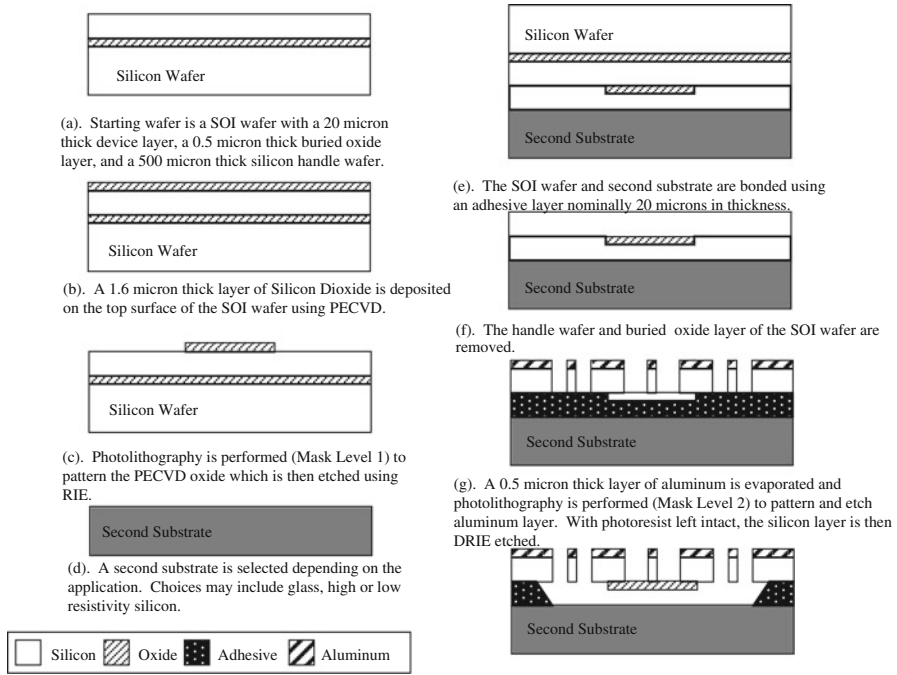 Silicon Wafer
(a). Starting wafer is a SOI wafer with a 20 micron
thick device layer, a 0.5 micron thick buried oxide
layer, and a 500 micron thick silicon handle wafer.
Silicon Wafer
(b). A 1.6 micron thick layer of Silicon Dioxide is deposited
on the top surface of the SOI wafer using PECVD.
Silicon Wafer
(c). Photolithography is performed (Mask Level 1) to
pattern the PECVD oxide which is then etched using
RIE.
Second Substrate
(d). A second substrate is selected depending on the
application. Choices may include glass, high or low
resistivity silicon.
Silicon Oxide Adhesive Aluminum
Silicon Wafer
Second Substrate
(e). The SOI wafer and second substrate are bonded using
an adhesive layer nominally 20 microns in thickness.
Second Substrate
(f). The handle wafer and buried oxide layer of the SOI wafer are
removed.
Second Substrate
(g). A 0.5 micron thick layer of aluminum is evaporated and
photolithography is performed (Mask Level 2) to pattern and etch
aluminum layer. With photoresist left intact, the silicon layer is then
DRIE etched.
Second Substrate